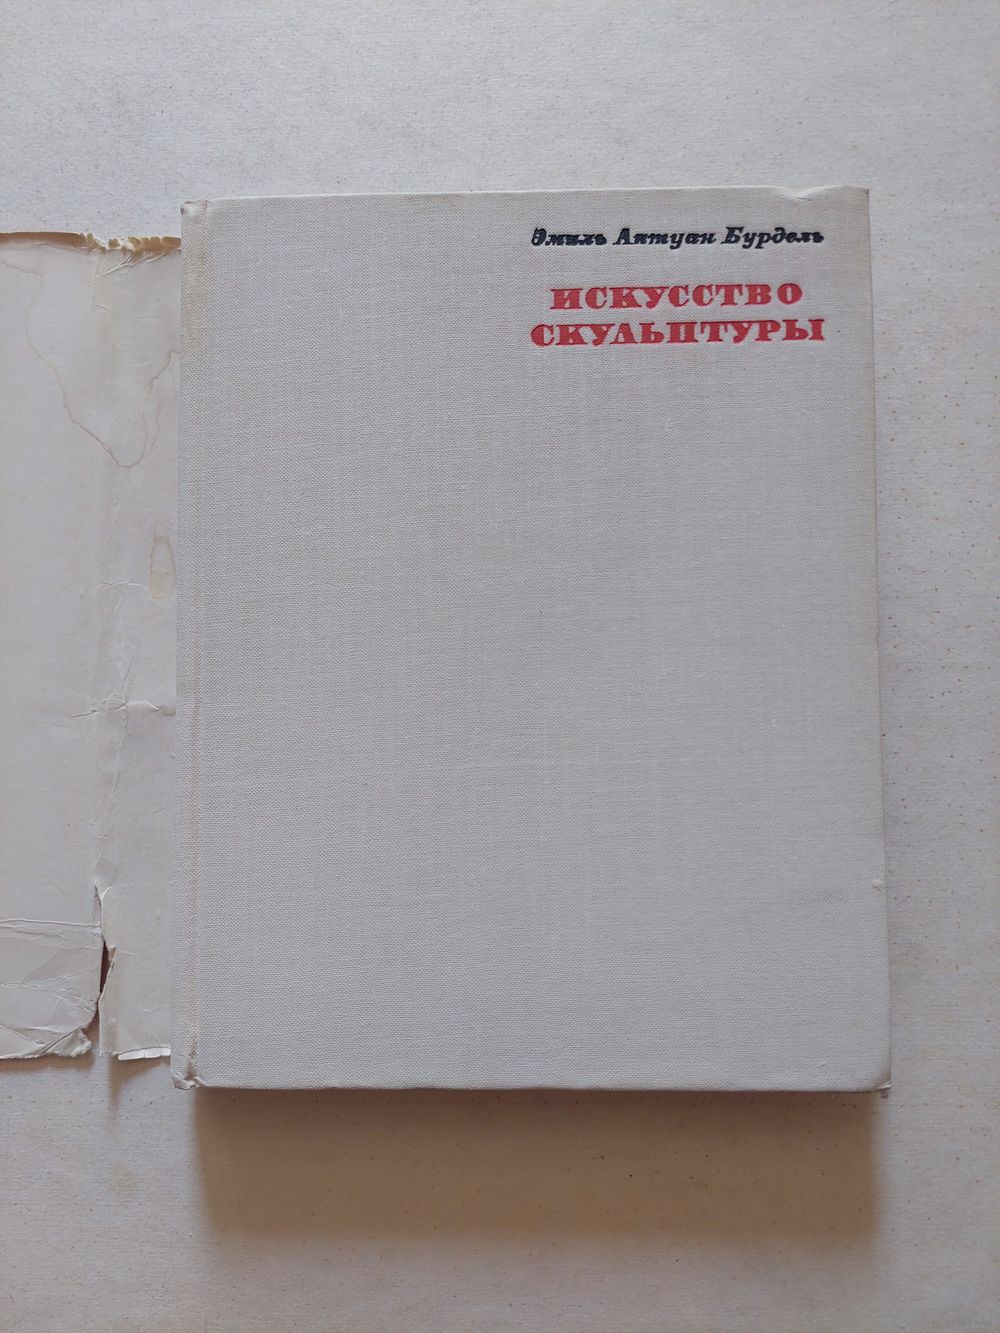 Эмиль Антуан Бурдель
ИСКУССТВО
СКУЛЬПТУРЫ